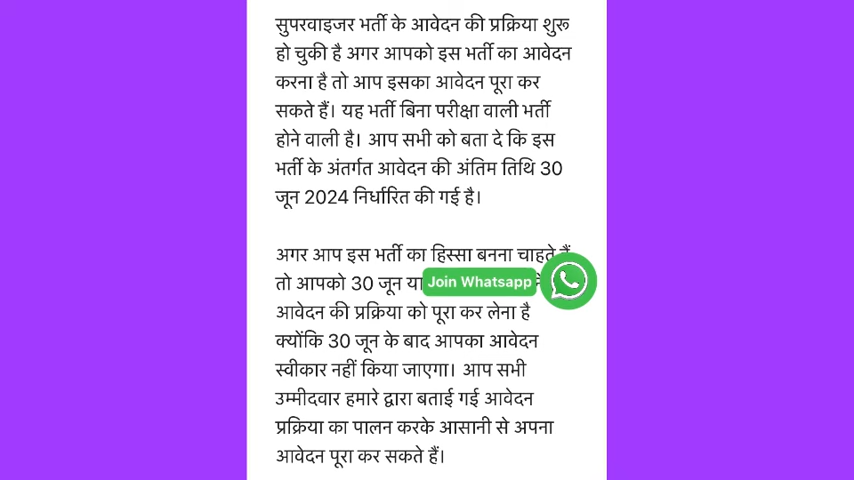 सुपरवाइजर भर्ती के आवेदन की प्रक्रिया शुरू
हो चुकी है अगर आपको इस भर्ती का आवेदन
करना है तो आप इसका आवेदन पूरा कर
सकते हैं। यह भर्ती बिना परीक्षा वाली भर्ती
होने वाली है। आप सभी को बता दे कि इस
भर्ती के अंतर्गत आवेदन की अंतिम तिथि 30
जून 2024 निर्धारित की गई है।
अगर आप इस भर्ती का हिस्सा बनना चाहते हैं
तो आपको 30 जून या
Join Whatsapp
आवेदन की प्रक्रिया को पूरा कर लेना है
क्योंकि 30 जून के बाद आपका आवेदन
स्वीकार नहीं किया जाएगा। आप सभी
उम्मीदवार हमारे द्वारा बताई गई आवेदन
प्रक्रिया का पालन करके आसानी से अपना
आवेदन पूरा कर सकते हैं।